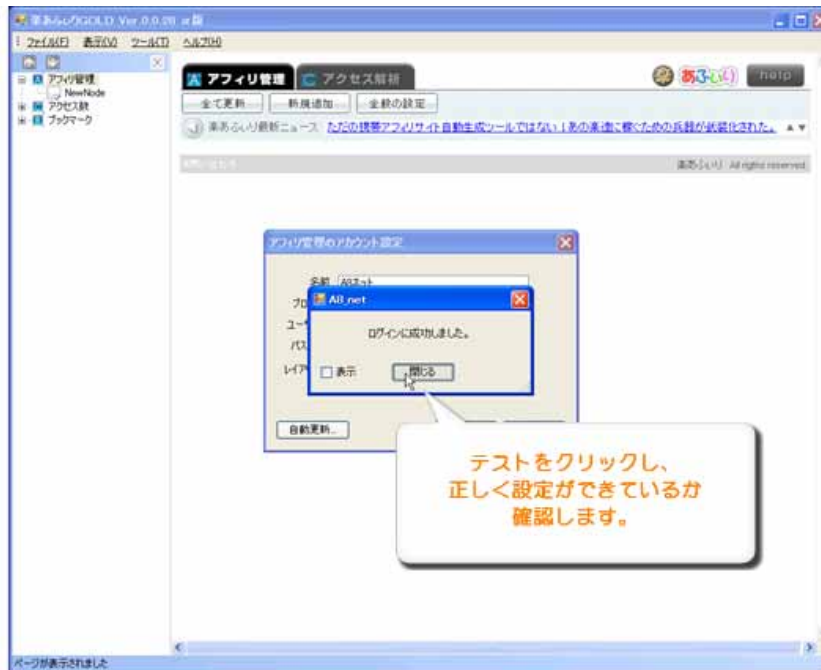 楽あふぃりGOLD Ver.0.0.20 α版
ファイル(F) 表示(V) ツール(T) ヘルプ(H)
アフィリ管理
NewNode
アクセス数
ブックマーク
アフィリ管理 アクセス解析
あふぃり help
全て更新 新規追加... 全般の設定
楽あふぃり最新ニュース ただの携帯アフィリサイト自動生成ツールではない!あの楽達に稼ぐための兵器が武装化された。
楽あふぃり All rights reserved.
アフィリ管理のアカウント設定
名前 A8ネット
A8_net
ログインに成功しました。
表示 閉じる
自動更新...
テストをクリックし、
正しく設定ができているか
確認します。
ページが表示されました